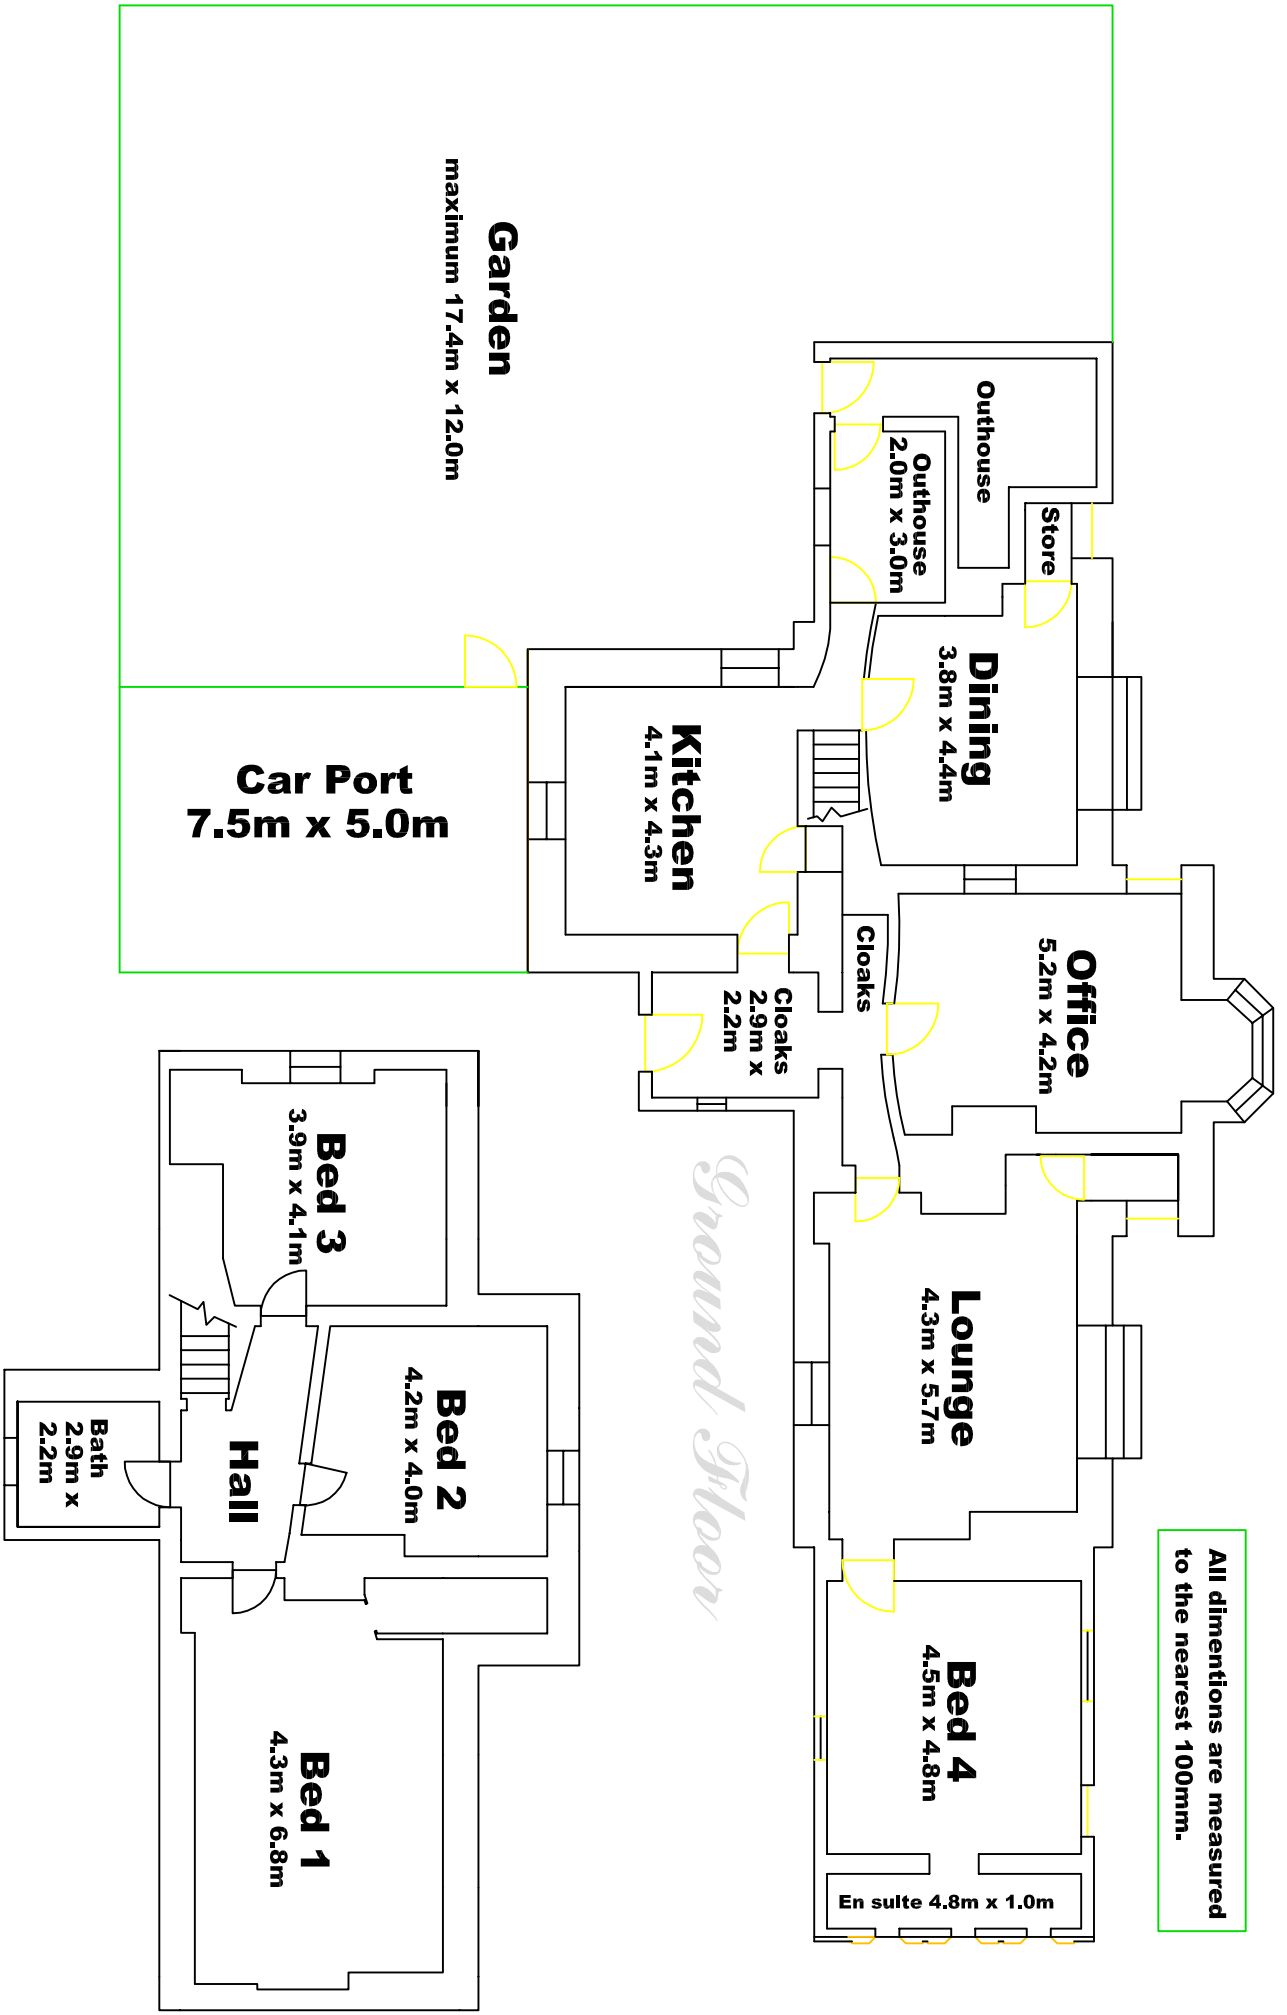 All dimentions are measured
to the nearest 100mm.
Garden
maximum 17.4m x 12.0m
Outhouse
Outhouse
2.0m x 3.0m
Store
Dining
3.8m x 4.4m
Kitchen
4.1m x 4.3m
Car Port
7.5m x 5.0m
Office
5.2m x 4.2m
Cloaks
Cloaks
2.9m x
2.2m
Lounge
4.3m x 5.7m
Bed 4
4.5m x 4.8m
En suite 4.8m x 1.0m
Ground Floor
Bed 3
3.9m x 4.1m
Bed 2
4.2m x 4.0m
Hall
Bath
2.9m x
2.2m
Bed 1
4.3m x 6.8m